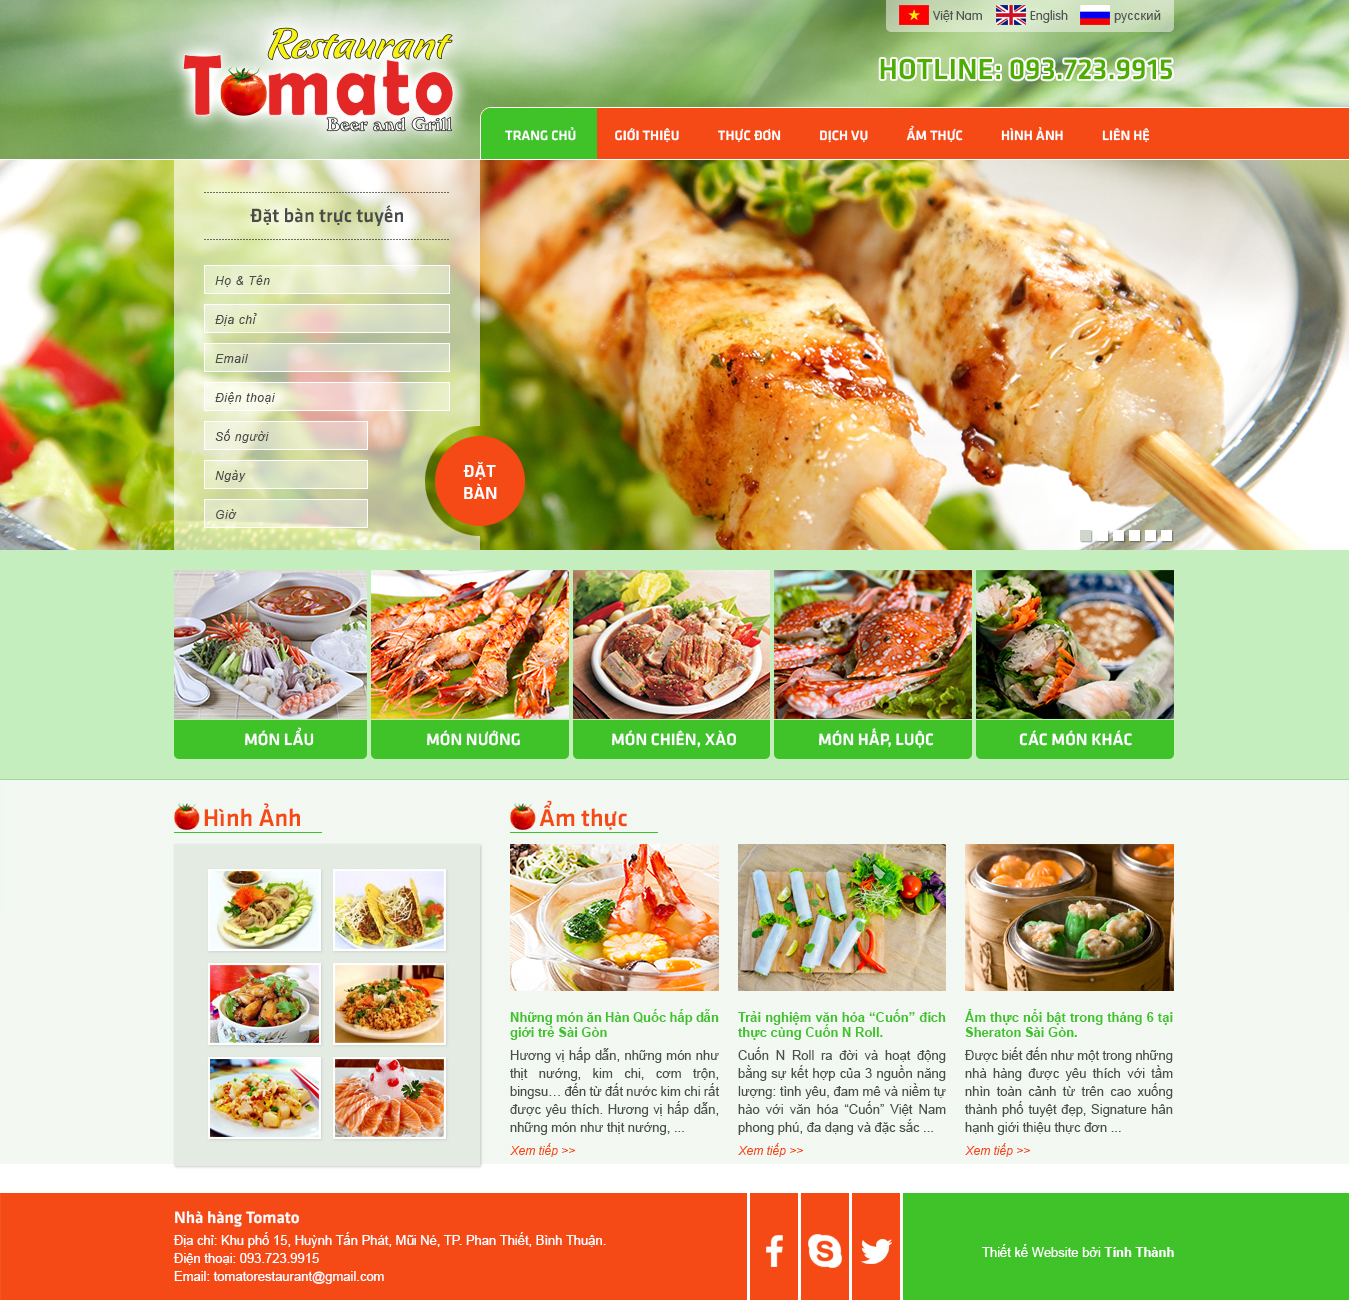 Việt Nam English русский
Restaurant
Tomato
Beer and Grill
HOTLINE: 093.723.9915
TRANG CHỦ GIỚI THIỆU THỰC ĐƠN DỊCH VỤ ẨM THỰC HÌNH ẢNH LIÊN HỆ
Đặt bàn trực tuyến
Họ & Tên
Địa chỉ
Email
Điện thoại
Số người
Ngày
Giờ
ĐẶT
BÀN
MÓN LẨU MÓN NƯỚNG MÓN CHIÊN, XÀO MÓN HẤP, LUỘC CÁC MÓN KHÁC
Hình Ảnh
Ẩm thực
Những món ăn Hàn Quốc hấp dẫn
giới trẻ Sài Gòn
Hương vị hấp dẫn, những món như
thịt nướng, kim chi, cơm trộn,
bingsu… đến từ đất nước kim chi rất
được yêu thích. Hương vị hấp dẫn,
những món như thịt nướng, ...
Xem tiếp >>
Trải nghiệm văn hóa “Cuốn” đích
thực cùng Cuốn N Roll.
Cuốn N Roll ra đời và hoạt động
bằng sự kết hợp của 3 nguồn năng
lượng: tình yêu, đam mê và niềm tự
hào với văn hóa “Cuốn” Việt Nam
phong phú, đa dạng và đặc sắc ...
Xem tiếp >>
Ẩm thực nổi bật trong tháng 6 tại
Sheraton Sài Gòn.
Được biết đến như một trong những
nhà hàng được yêu thích với tầm
nhìn toàn cảnh từ trên cao xuống
thành phố tuyệt đẹp, Signature hân
hạnh giới thiệu thực đơn ...
Xem tiếp >>
Nhà hàng Tomato
Địa chỉ: Khu phố 15, Huỳnh Tấn Phát, Mũi Né, TP. Phan Thiết, Bình Thuận.
Điện thoại: 093.723.9915
Email: tomatorestaurant@gmail.com
Thiết kế Website bởi Tính Thành